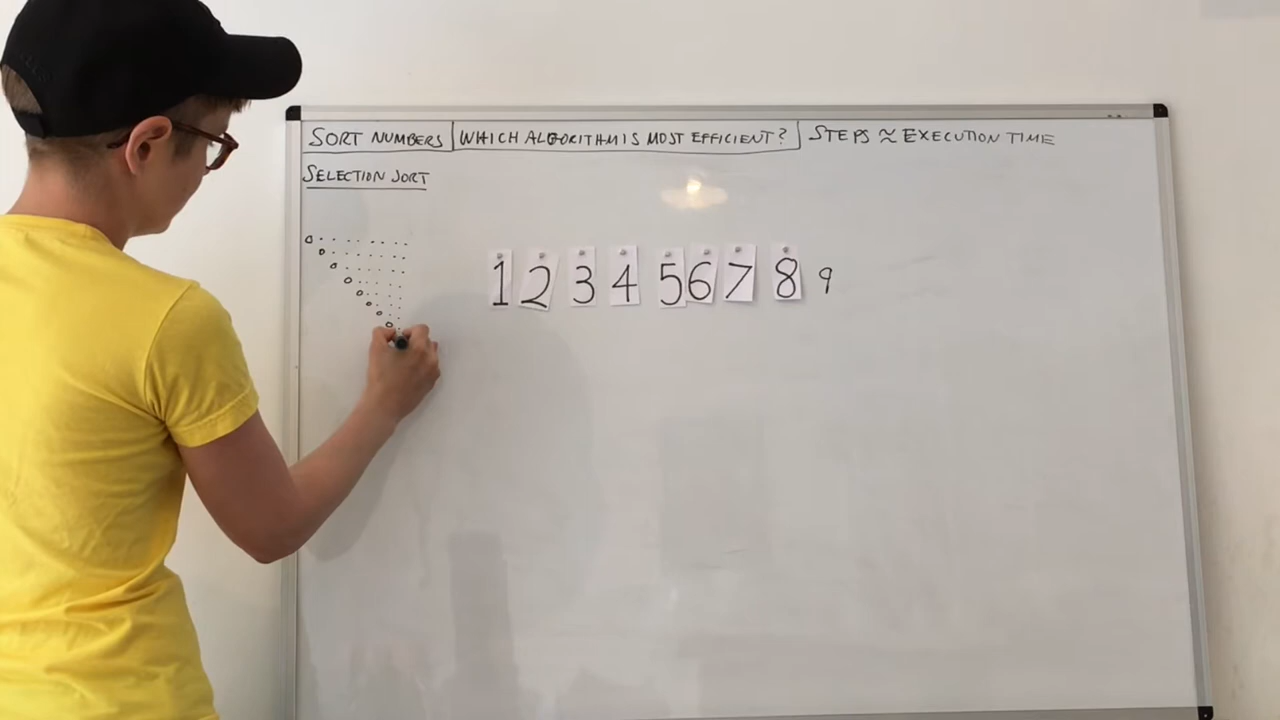 SORT NUMBERS WHICH ALGORITHM IS MOST EFFICIENT? STEPS ≈ EXECUTION TIME
SELECTION SORT
1 2 3 4 5 6 7 8 9